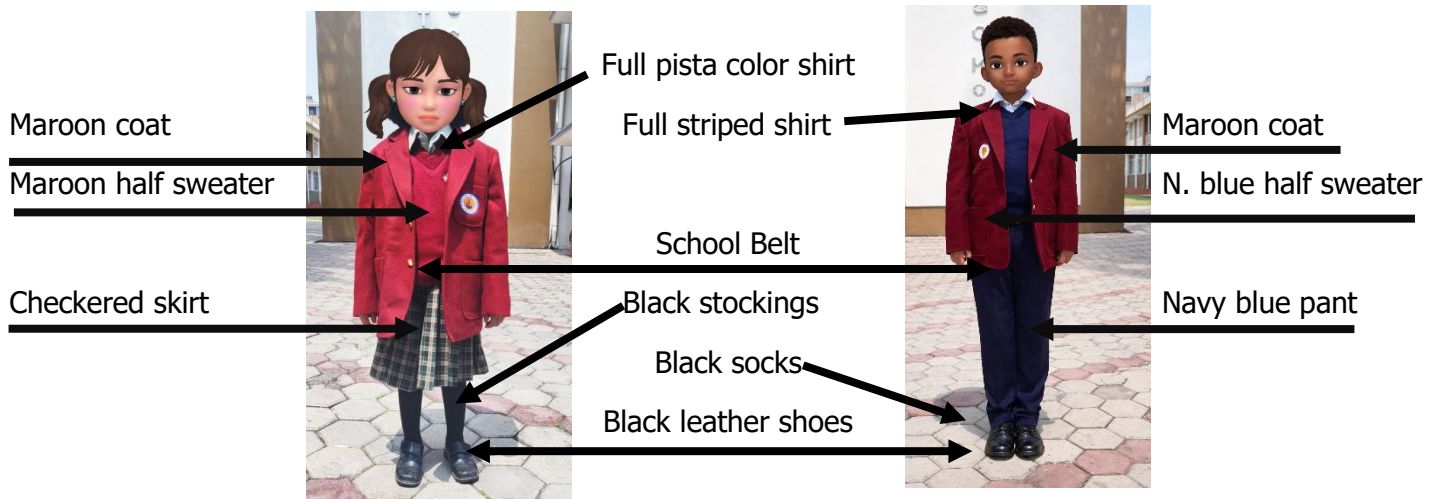 Full pista color shirt
Maroon coat
Full striped shirt
Maroon coat
Maroon half sweater
N. blue half sweater
School Belt
Checkered skirt
Black stockings
Navy blue pant
Black socks
Black leather shoes